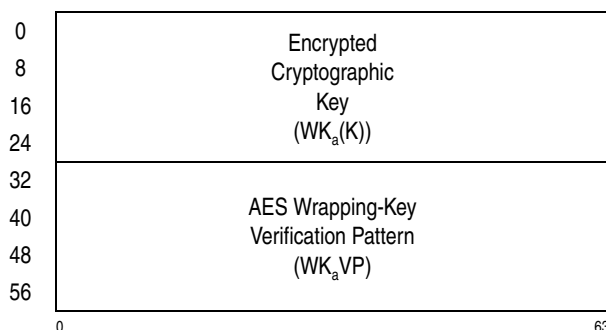 0
8
16
24
32
40
48
56
Encrypted
Cryptographic
Key
(WKa(K))
AES Wrapping-Key
Verification Pattern
(WKaVP)
0 63